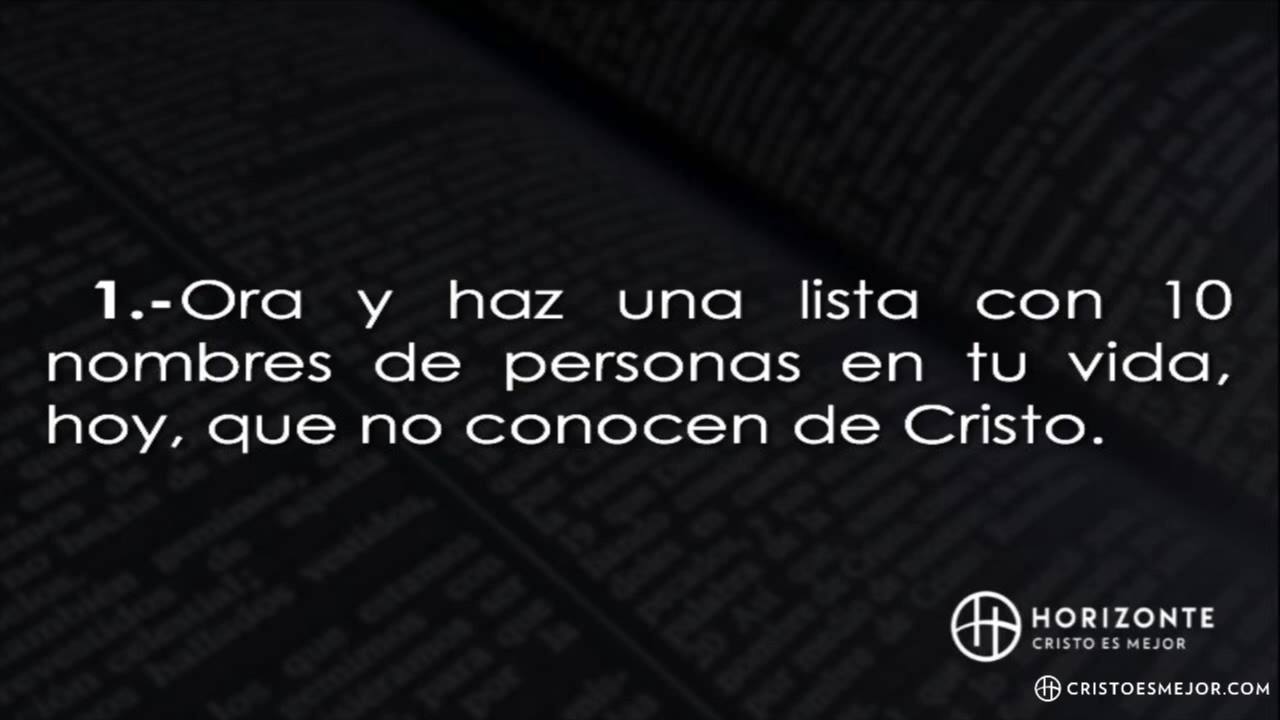 1.-Ora y haz una lista con 10
nombres de personas en tu vida,
hoy, que no conocen de Cristo.
HORIZONTE
CRISTO ES MEJOR
CRISTOESMEJOR.COM